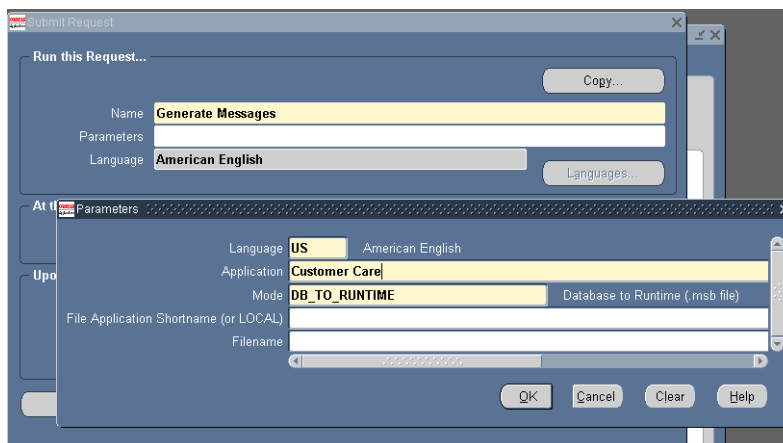 Submit Request
Run this Request...
Copy...
Name Generate Messages
Parameters
Language American English
Languages...
At th
Parameters
Language US American English
Application Customer Care
Upo
Mode DB_TO_RUNTIME Database to Runtime (.msb file)
File Application Shortname (or LOCAL)
Filename
OK Cancel Clear Help